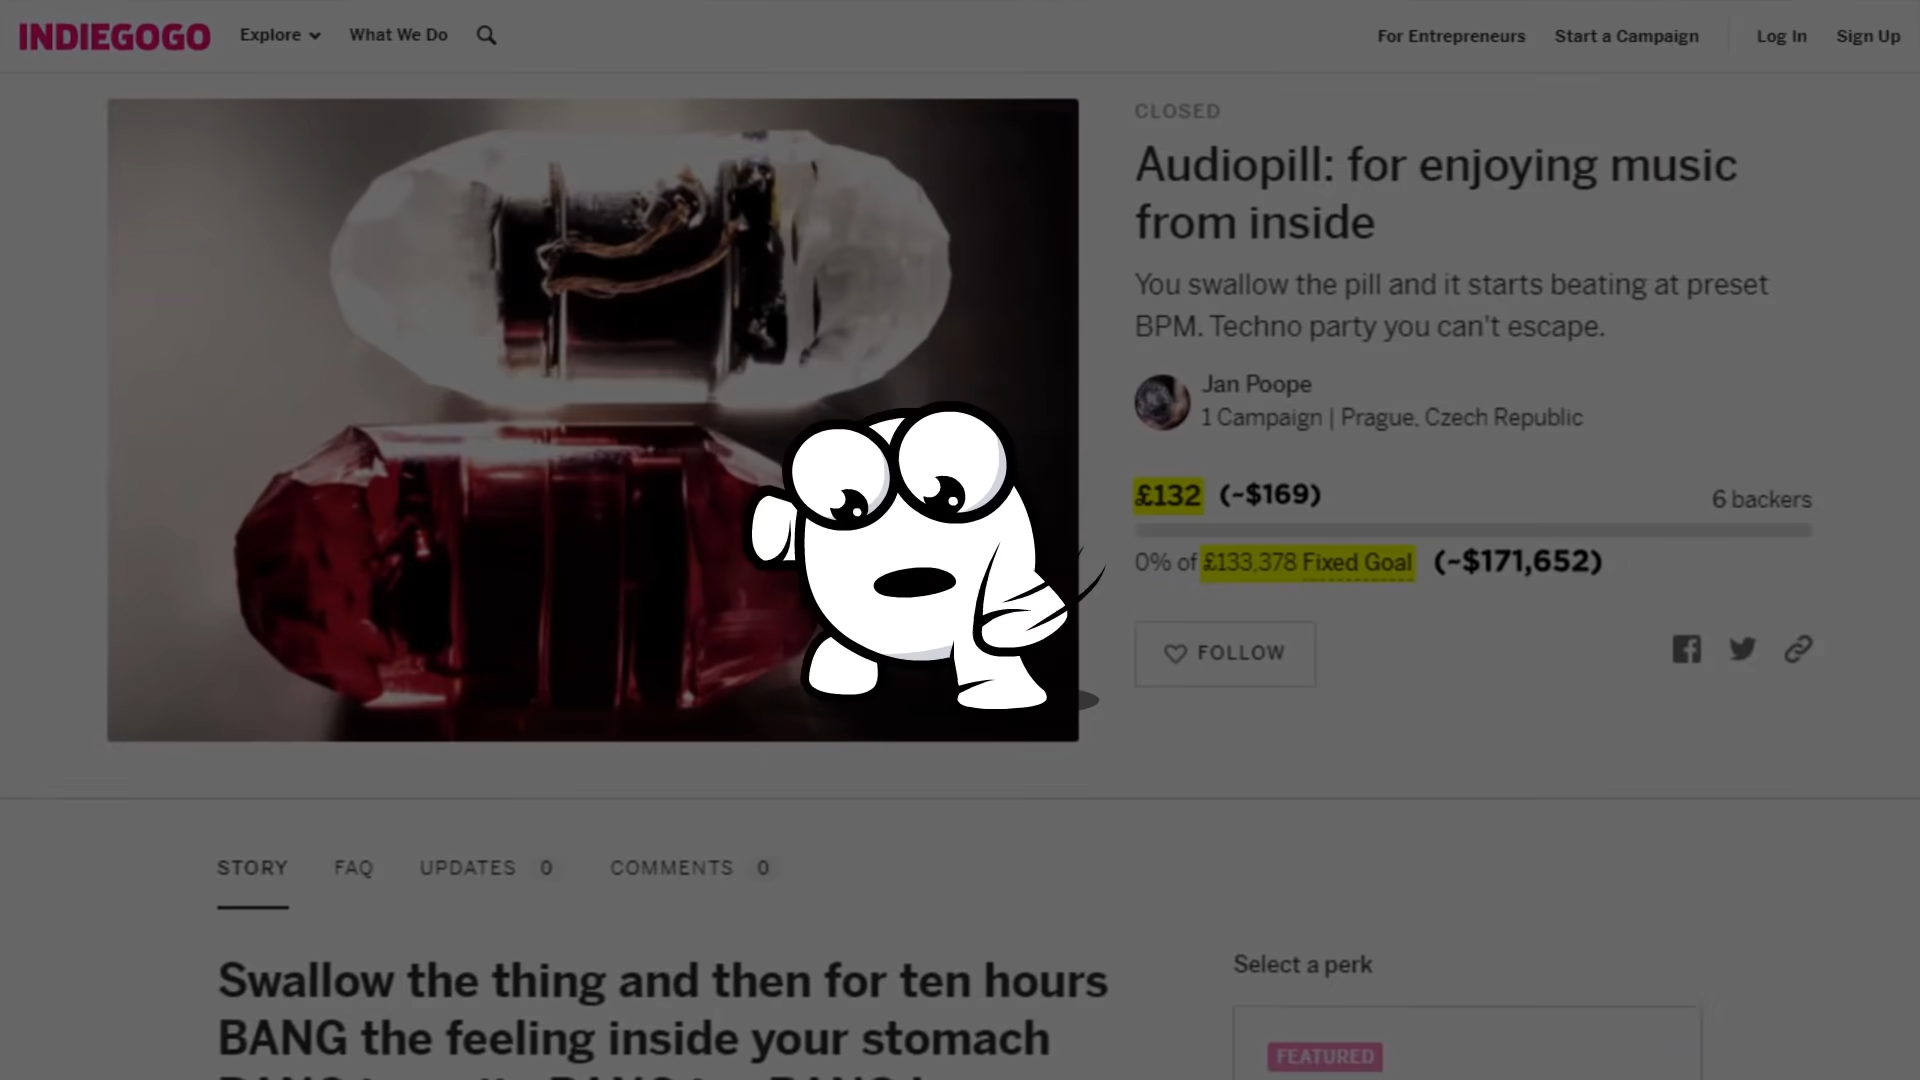 INDIEGOGO Explore What We Do For Entrepreneurs Start a Campaign Log In Sign Up
CLOSED
Audiopill: for enjoying music
from inside
You swallow the pill and it starts beating at preset
BPM. Techno party you can't escape.
Jan Poope
1 Campaign | Prague, Czech Republic
£132 (~$169) 6 backers
0% of £133,378 Fixed Goal (~$171,652)
FOLLOW
STORY FAQ UPDATES 0 COMMENTS 0
Swallow the thing and then for ten hours
BANG the feeling inside your stomach
Select a perk
FEATURED